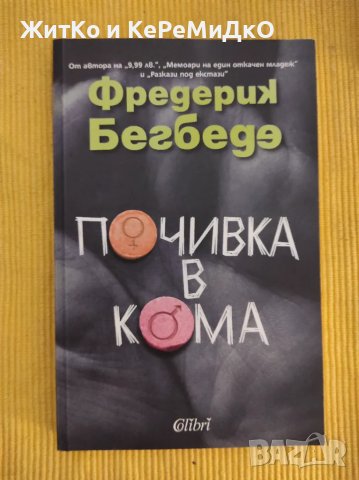 ЖитКо и КеРеМиДкО
От автора на „9,99 лв.", „Мемоари на един откачен младеж"
и „Разкази под екстази"
Фредерик
Бегбеде
ПОЧИВКА
В
КОМА
Colibri
BAZAR